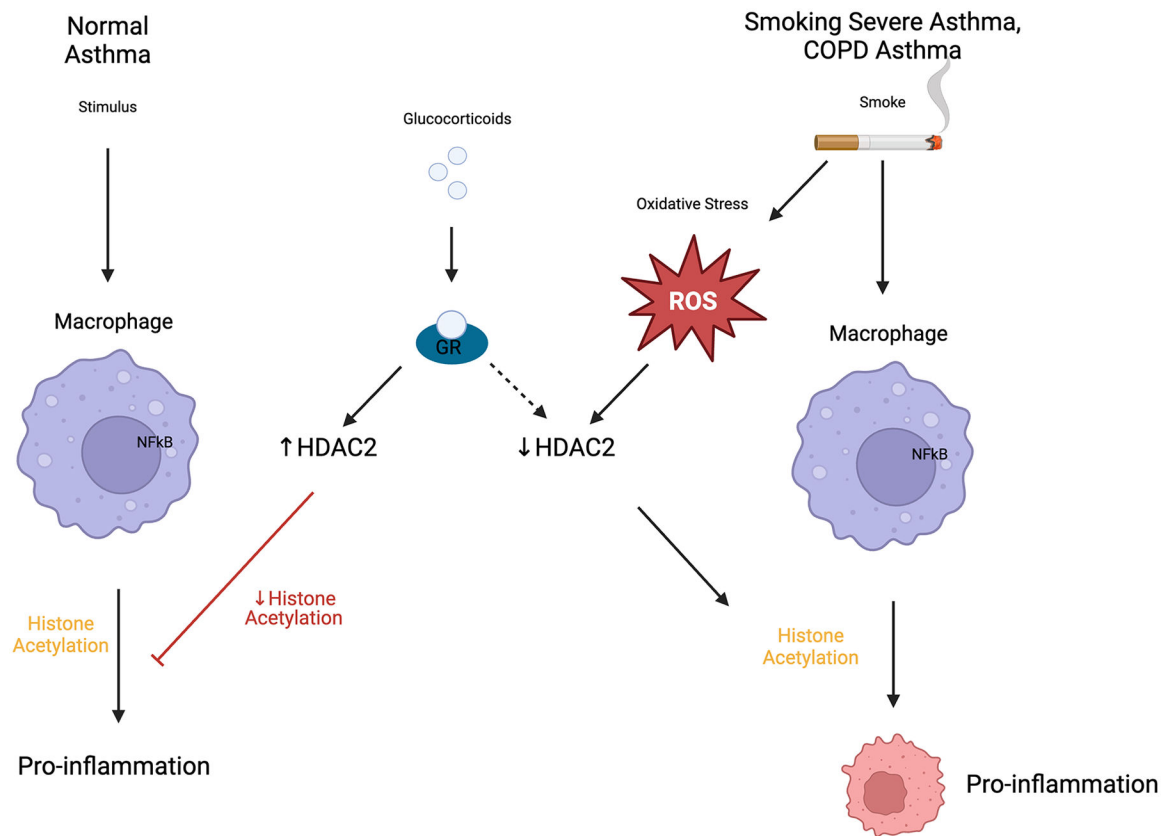 Normal
Asthma
Stimulus
Macrophage
NFkB
Histone
Acetylation
Pro-inflammation
Glucocorticoids
GR
↑HDAC2
↓Histone
Acetylation
↓HDAC2
Smoking Severe Asthma,
COPD Asthma
Smoke
Oxidative Stress
ROS
Macrophage
NFkB
Histone
Acetylation
Pro-inflammation